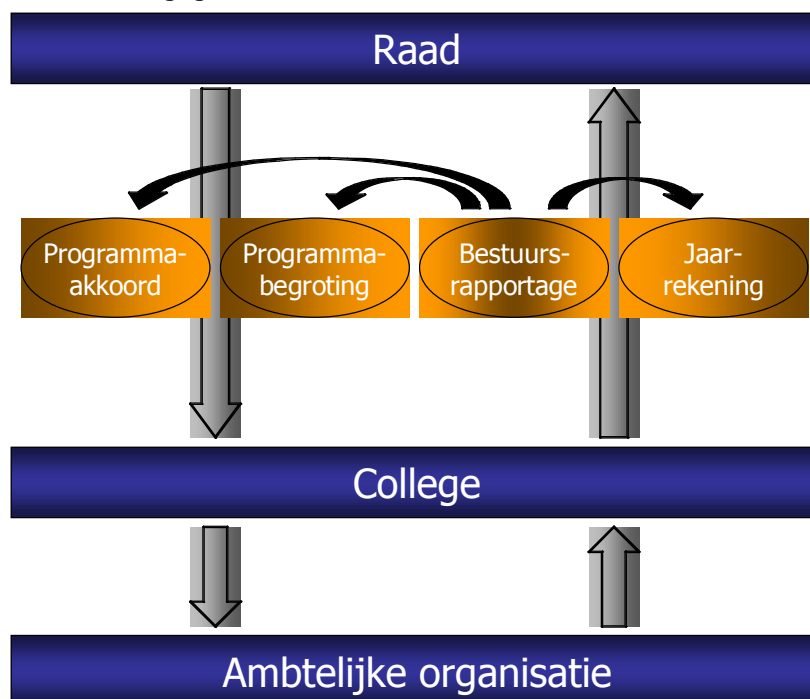 Raad
Programma-
akkoord
Programma-
begroting
Bestuurs-
rapportage
Jaar-
rekening
College
Ambtelijke organisatie